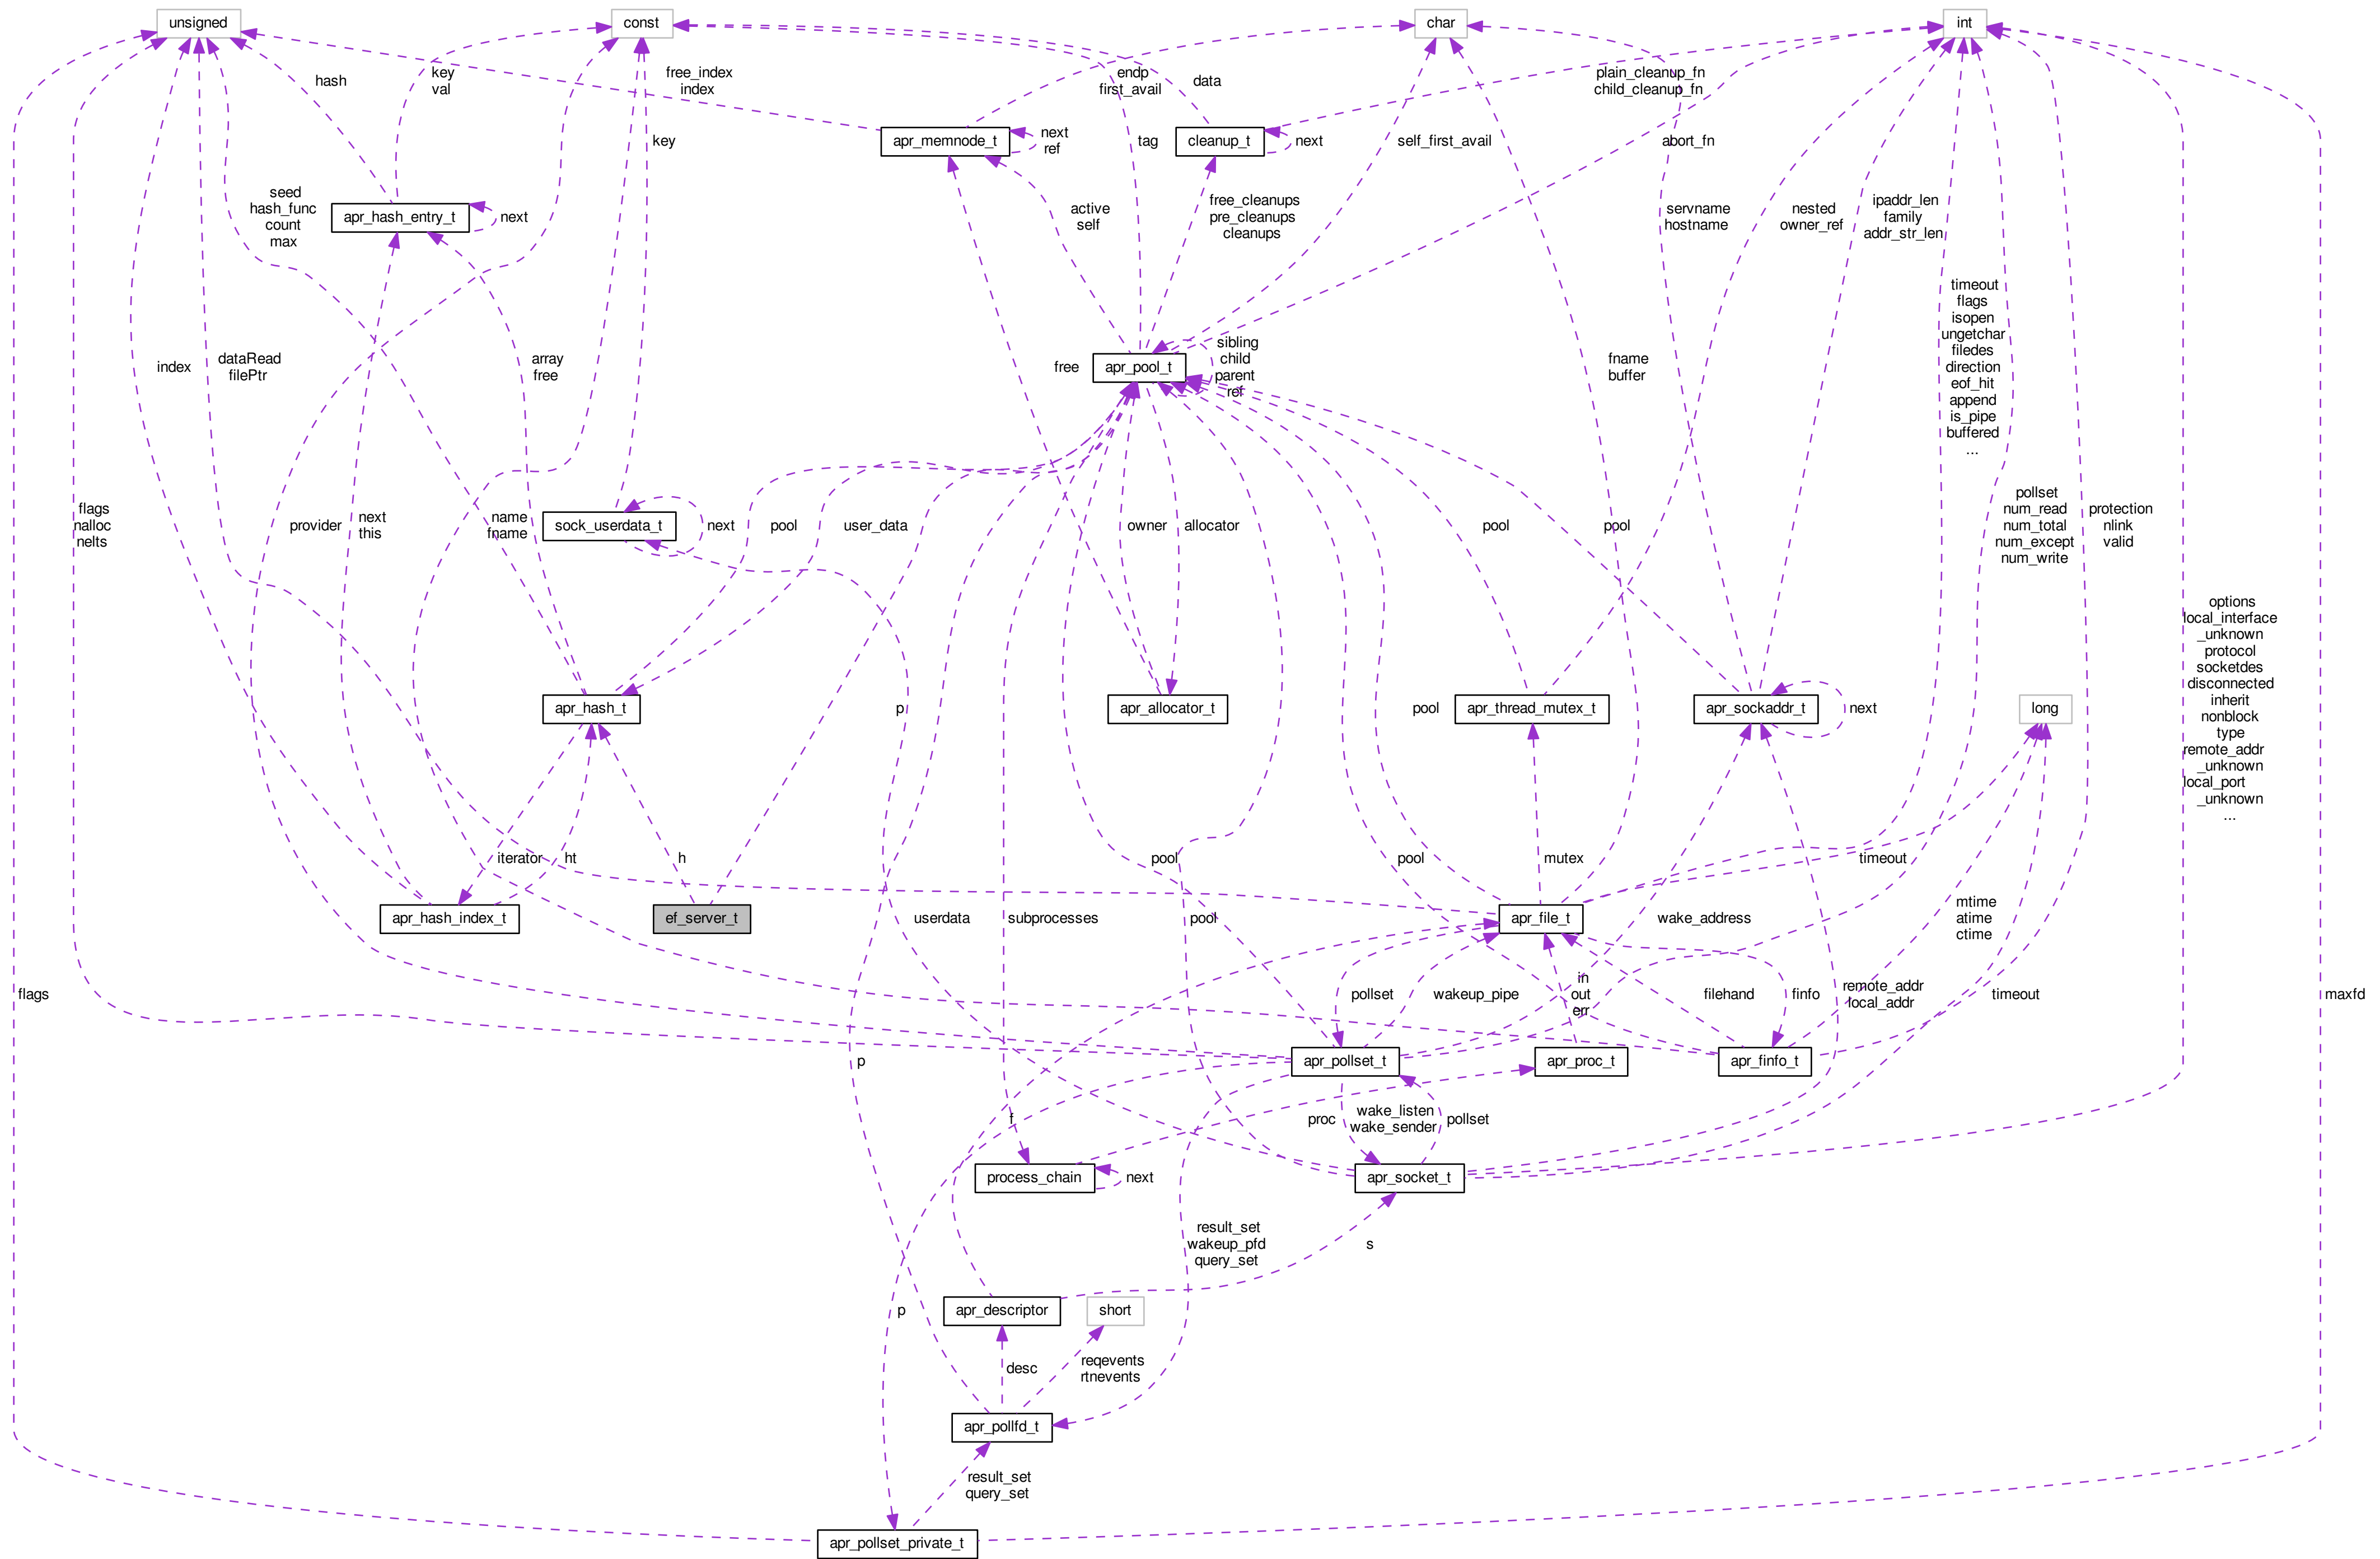 unsigned
const
char
int
hash
key
val
free_index
index
endp
first_avail
data
plain_cleanup_fn
child_cleanup_fn
apr_memnode_t
next
ref
cleanup_t
next
key
tag
self_first_avail
abort_fn
seed
hash_func
count
max
apr_hash_entry_t
next
active
self
free_cleanups
pre_cleanups
cleanups
servname
hostname
nested
owner_ref
ipaddr_len
family
addr_str_len
index
dataRead
filePtr
array
free
free
apr_pool_t
sibling
child
parent
ref
fname
buffer
timeout
flags
isopen
ungetchar
filedes
direction
eof_hit
append
is_pipe
buffered
...
flags
nalloc
nelts
provider
next
this
name
fname
sock_userdata_t
next
pool
user_data
owner
allocator
pool
pool
pollset
num_read
num_total
num_except
num_write
protection
nlink
valid
apr_hash_t
p
apr_allocator_t
pool
apr_thread_mutex_t
apr_sockaddr_t
next
long
options
local_interface
_unknown
protocol
socketdes
disconnected
inherit
nonblock
type
remote_addr
_unknown
local_port
_unknown
...
iterator
ht
h
pool
pool
mutex
timeout
apr_hash_index_t
ef_server_t
userdata
subprocesses
pool
apr_file_t
wake_address
mtime
atime
ctime
flags
pollset
wakeup_pipe
in
out
err
filehand
finfo
remote_addr
local_addr
timeout
maxfd
p
apr_pollset_t
apr_proc_t
apr_finfo_t
f
proc
wake_listen
wake_sender
pollset
process_chain
next
apr_socket_t
result_set
wakeup_pfd
query_set
s
p
apr_descriptor
short
desc
reqevents
rtnevents
apr_pollfd_t
result_set
query_set
apr_pollset_private_t